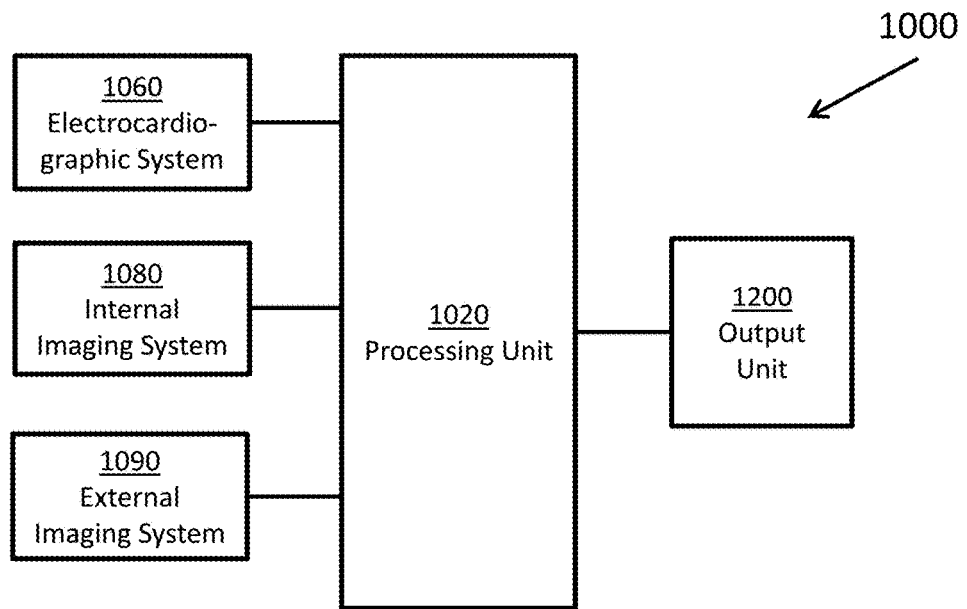 1000
1060
Electrocardio-
graphic System
1080
Internal
Imaging System
1090
External
Imaging System
1020
Processing Unit
1200
Output
Unit